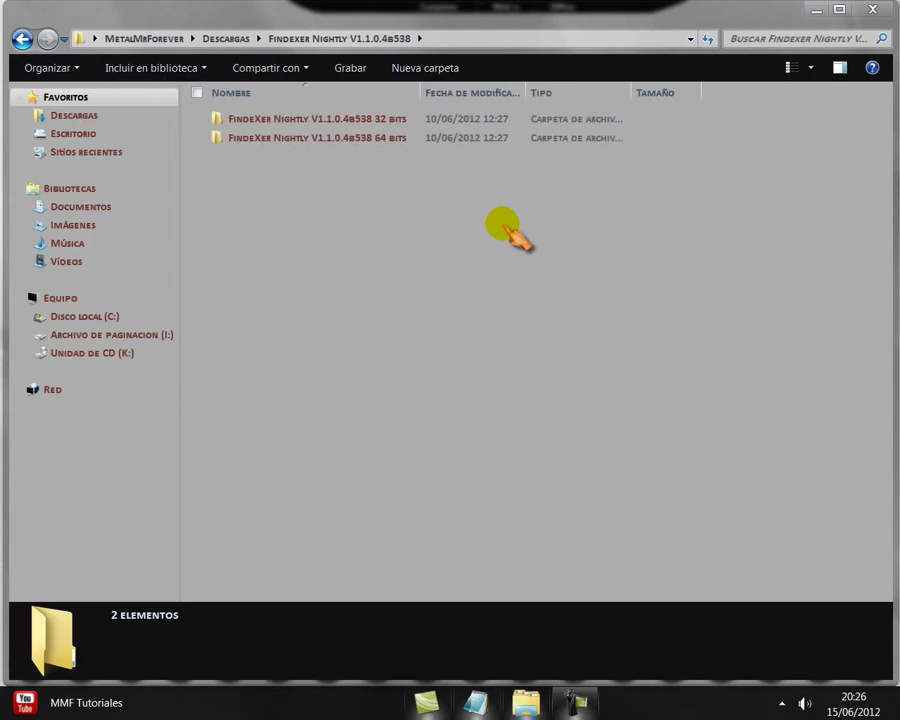 MetalMrForever Descargas Findexer Nightly V1.1.0.4b538
Buscar Findexer Nightly V...
Organizar Incluir en biblioteca Compartir con Grabar Nueva carpeta
Favoritos
Descargas
Escritorio
Sitios recientes
Bibliotecas
Documentos
Imágenes
Música
Vídeos
Equipo
Disco local (C:)
Archivo de paginacion (I:)
Unidad de CD (K:)
Red
Nombre Fecha de modifica... Tipo Tamaño
FindeXer Nightly V1.1.0.4b538 32 bits 10/06/2012 12:27 Carpeta de archiv...
FindeXer Nightly V1.1.0.4b538 64 bits 10/06/2012 12:27 Carpeta de archiv...
2 elementos
You Tube
MMF Tutoriales
20:26
15/06/2012